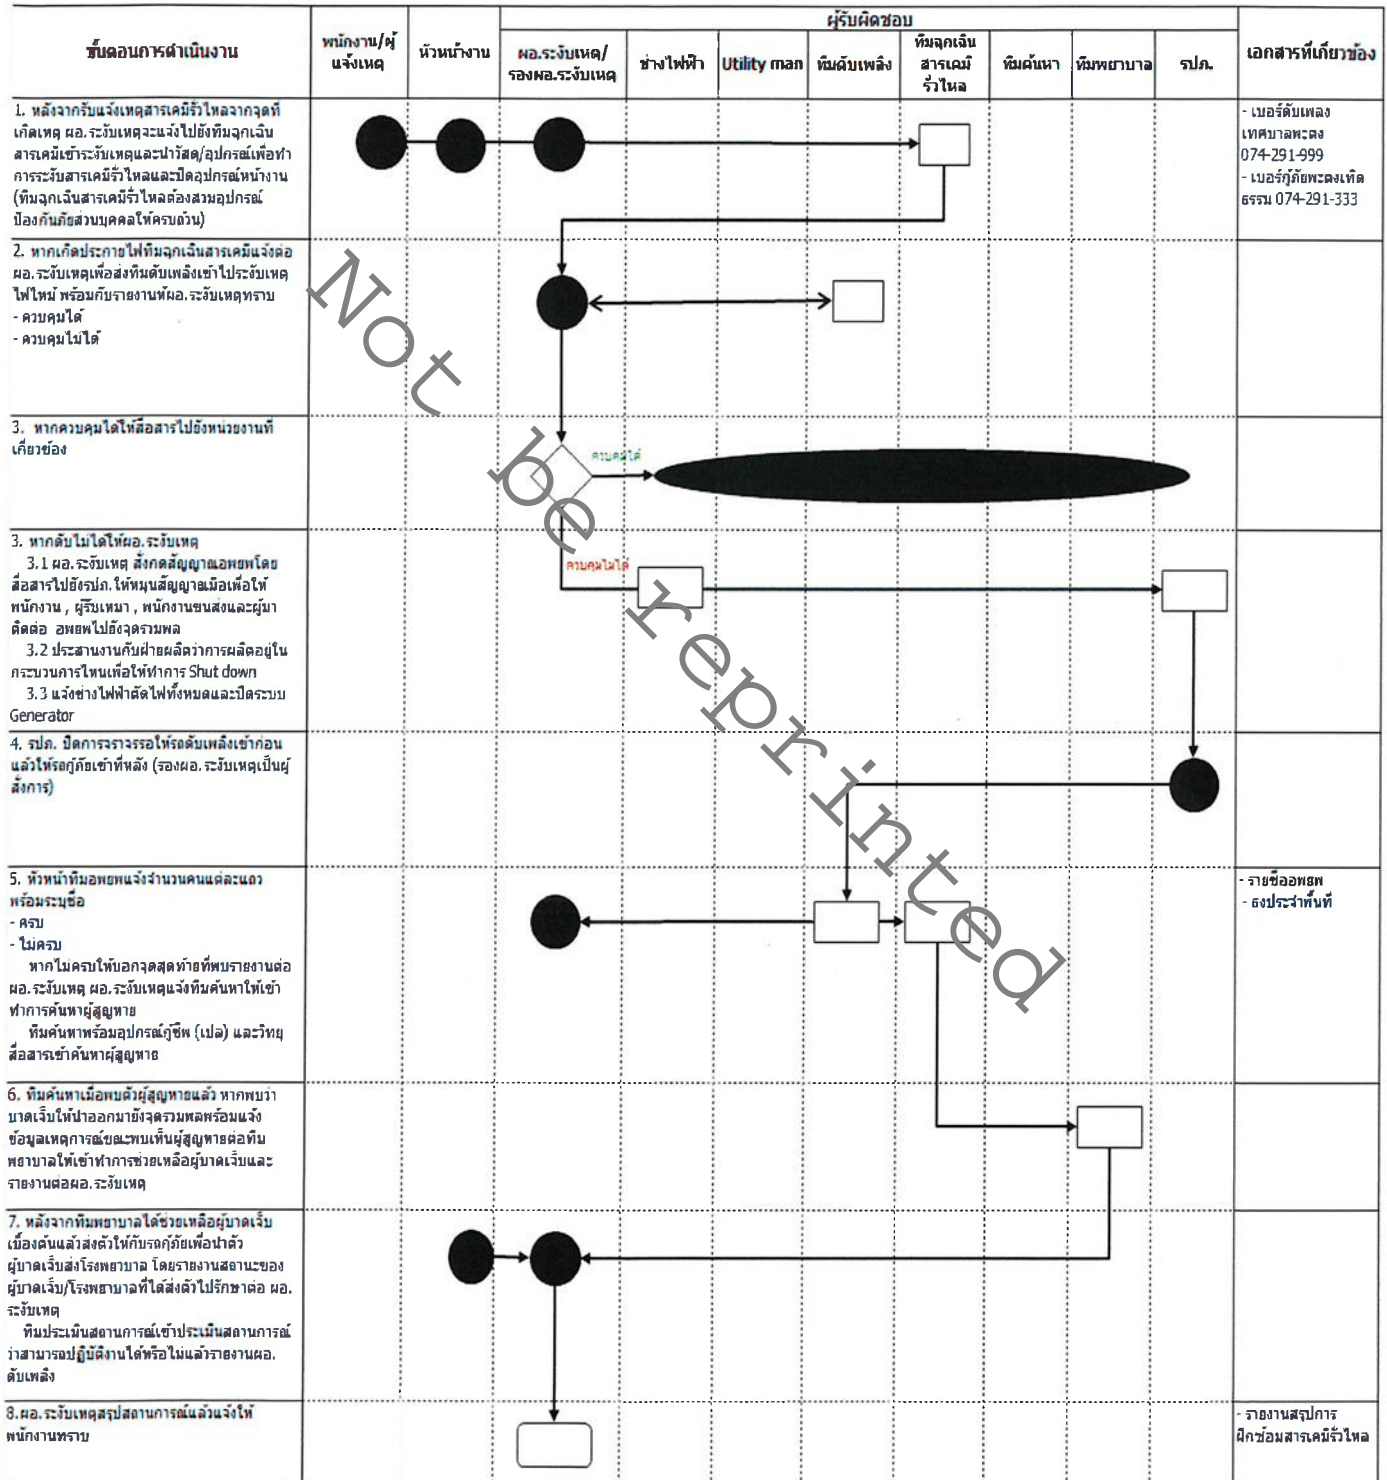 ผู้รับผิดชอบ
ขั้นตอนการดำเนินงาน
พนักงาน/ผู้
แจ้งเหตุ
หัวหน้างาน
ผอ.ระงับเหตุ/
รองผอ.ระงับเหตุ
ช่างไฟฟ้า
Utility man
ทีมดับเพลิง
ทีมฉุกเฉิน
สารเคมี
รั่วไหล
ทีมค้นหา
ทีมพยาบาล
รปภ.
เอกสารที่เกี่ยวข้อง
1. หลังจากรับแจ้งเหตุสารเคมีรั่วไหลจากจุดที่
เกิดเหตุ ผอ.ระงับเหตุจะแจ้งไปยังทีมฉุกเฉิน
สารเคมีเข้าระงับเหตุและนำวัสดุ/อุปกรณ์เพื่อทำ
การระงับสารเคมีรั่วไหลและปิดอุปกรณ์หน้างาน
(ทีมฉุกเฉินสารเคมีรั่วไหลต้องสวมอุปกรณ์
ป้องกันภัยส่วนบุคคลให้ครบถ้วน)
- เบอร์ดับเพลง
เทศบาลพะตง
074-291-999
- เบอร์กู้ภัยพะตงเทิด
ธรรม 074-291-333
2. หากเกิดประกายไฟทีมฉุกเฉินสารเคมีแจ้งต่อ
ผอ.ระงับเหตุเพื่อส่งทีมดับเพลิงเข้าไประงับเหตุ
ไฟไหม้ พร้อมกับรายงานห้ผอ.ระงับเหตุทราบ
- ควบคุมได้
- ควบคุมไม่ได้
3. หากควบคุมได้ให้สื่อสารไปยังหน่วยงานที่
เกี่ยวข้อง
ควบคุมได้
3. หากดับไม่ได้ให้ผอ.ระงับเหตุ
3.1 ผอ.ระงับเหตุ สั่งกดสัญญาณอพยพโดย
สื่อสารไปยังรปภ.ให้หมุนสัญญาณมือเพื่อให้
พนักงาน , ผู้รับเหมา , พนักงานขนส่งและผู้มา
ติดต่อ อพยพไปยังจุดรวมพล
3.2 ประสานงานกับฝ่ายผลิตว่าการผลิตอยู่ใน
กระบวนการไหนเพื่อให้ทำการ Shut down
3.3 แจ้งช่างไฟฟ้าตัดไฟทั้งหมดและปิดระบบ
Generator
ควบคุมไม่ได้
4. รปภ. ปิดการจราจรรอให้รถดับเพลิงเข้าก่อน
แล้วให้รถกู้ภัยเข้าที่หลัง (รองผอ.ระงับเหตุเป็นผู้
สั่งการ)
5. หัวหน้าทีมอพยพแจ้งจำนวนคนแต่ละแถว
พร้อมระบุชื่อ
- ครบ
- ไม่ครบ
หากไม่ครบให้บอกจุดสุดท้ายที่พบรายงานต่อ
ผอ.ระงับเหตุ ผอ.ระงับเหตุแจ้งทีมค้นหาให้เข้า
ทำการค้นหาผู้สูญหาย
ทีมค้นหาพร้อมอุปกรณ์กู้ชีพ (เปล) และวิทยุ
สื่อสารเข้าค้นหาผู้สูญหาย
- รายชื่ออพยพ
- ธงประจำพื้นที่
6. ทีมค้นหาเมื่อพบตัวผู้สูญหายแล้ว หากพบว่า
บาดเจ็บให้นำออกมายังจุดรวมพลพร้อมแจ้ง
ข้อมูลเหตุการณ์ขณะพบเห็นผู้สูญหายต่อทีม
พยาบาลให้เข้าทำการช่วยเหลือผู้บาดเจ็บและ
รายงานต่อผอ.ระงับเหตุ
7. หลังจากทีมพยาบาลได้ช่วยเหลือผู้บาดเจ็บ
เบื้องต้นแล้วส่งตัวให้กับรถกู้ภัยเพื่อนำตัว
ผู้บาดเจ็บส่งโรงพยาบาล โดยรายงานสถานะของ
ผู้บาดเจ็บ/โรงพยาบาลที่ได้ส่งตัวไปรักษาต่อ ผอ.
ระงับเหตุ
ทีมประเมินสถานการณ์เข้าประเมินสถานการณ์
ว่าสามารถปฏิบัติงานได้หรือไม่แล้วรายงานผอ.
ดับเพลิง
8.ผอ.ระงับเหตุสรุปสถานการณ์แล้วแจ้งให้
พนักงานทราบ
- รายงานสรุปการ
ฝึกซ้อมสารเคมีรั่วไหล
Not be reprinted